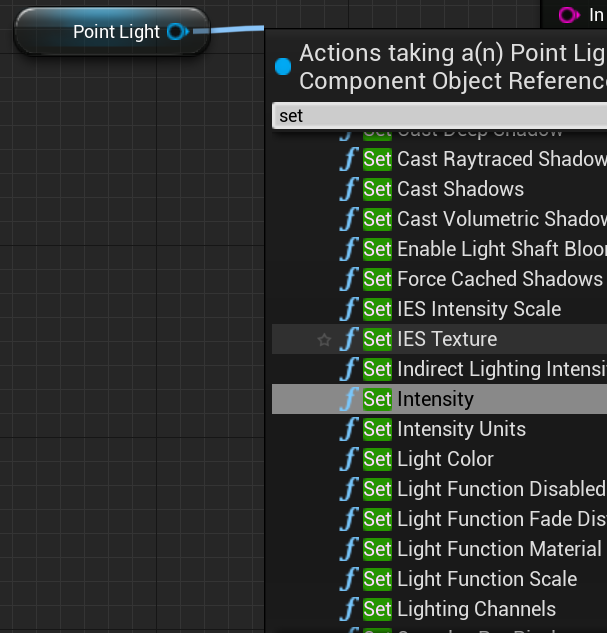 Point Light
In
Actions taking a(n) Point Lig
Component Object Referenc
set
Set Cast Deep Shadow
Set Cast Raytraced Shadow
Set Cast Shadows
Set Cast Volumetric Shadow
Set Enable Light Shaft Bloo
Set Force Cached Shadows
Set IES Intensity Scale
Set IES Texture
Set Indirect Lighting Intensi
Set Intensity
Set Intensity Units
Set Light Color
Set Light Function Disabled
Set Light Function Fade Dis
Set Light Function Material
Set Light Function Scale
Set Lighting Channels